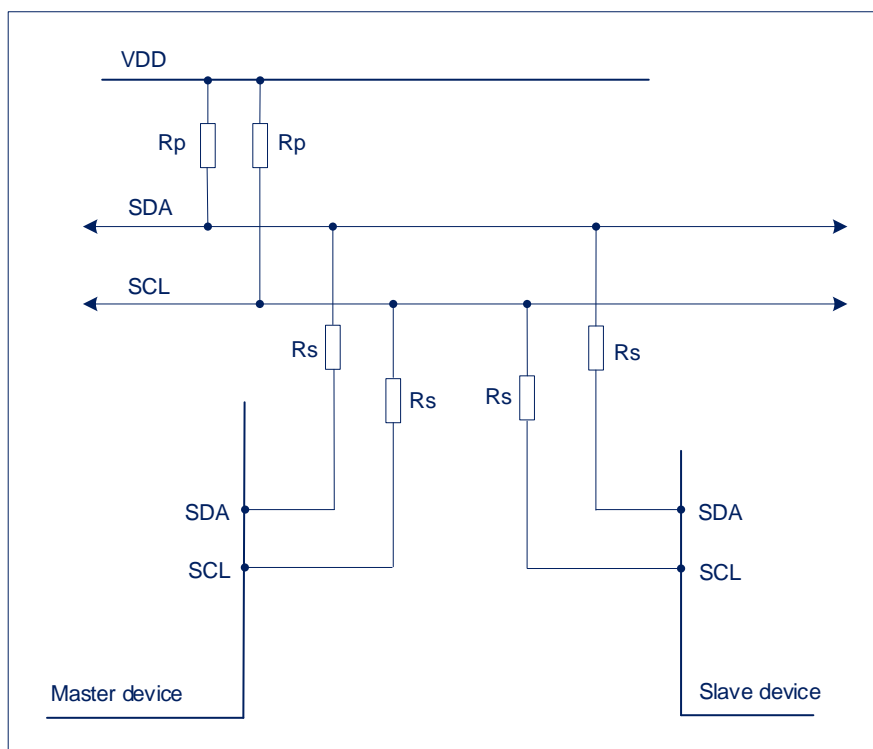 VDD
Rp
Rp
SDA
SCL
Rs
Rs
Rs
Rs
SDA
SDA
SCL
SCL
Master device
Slave device